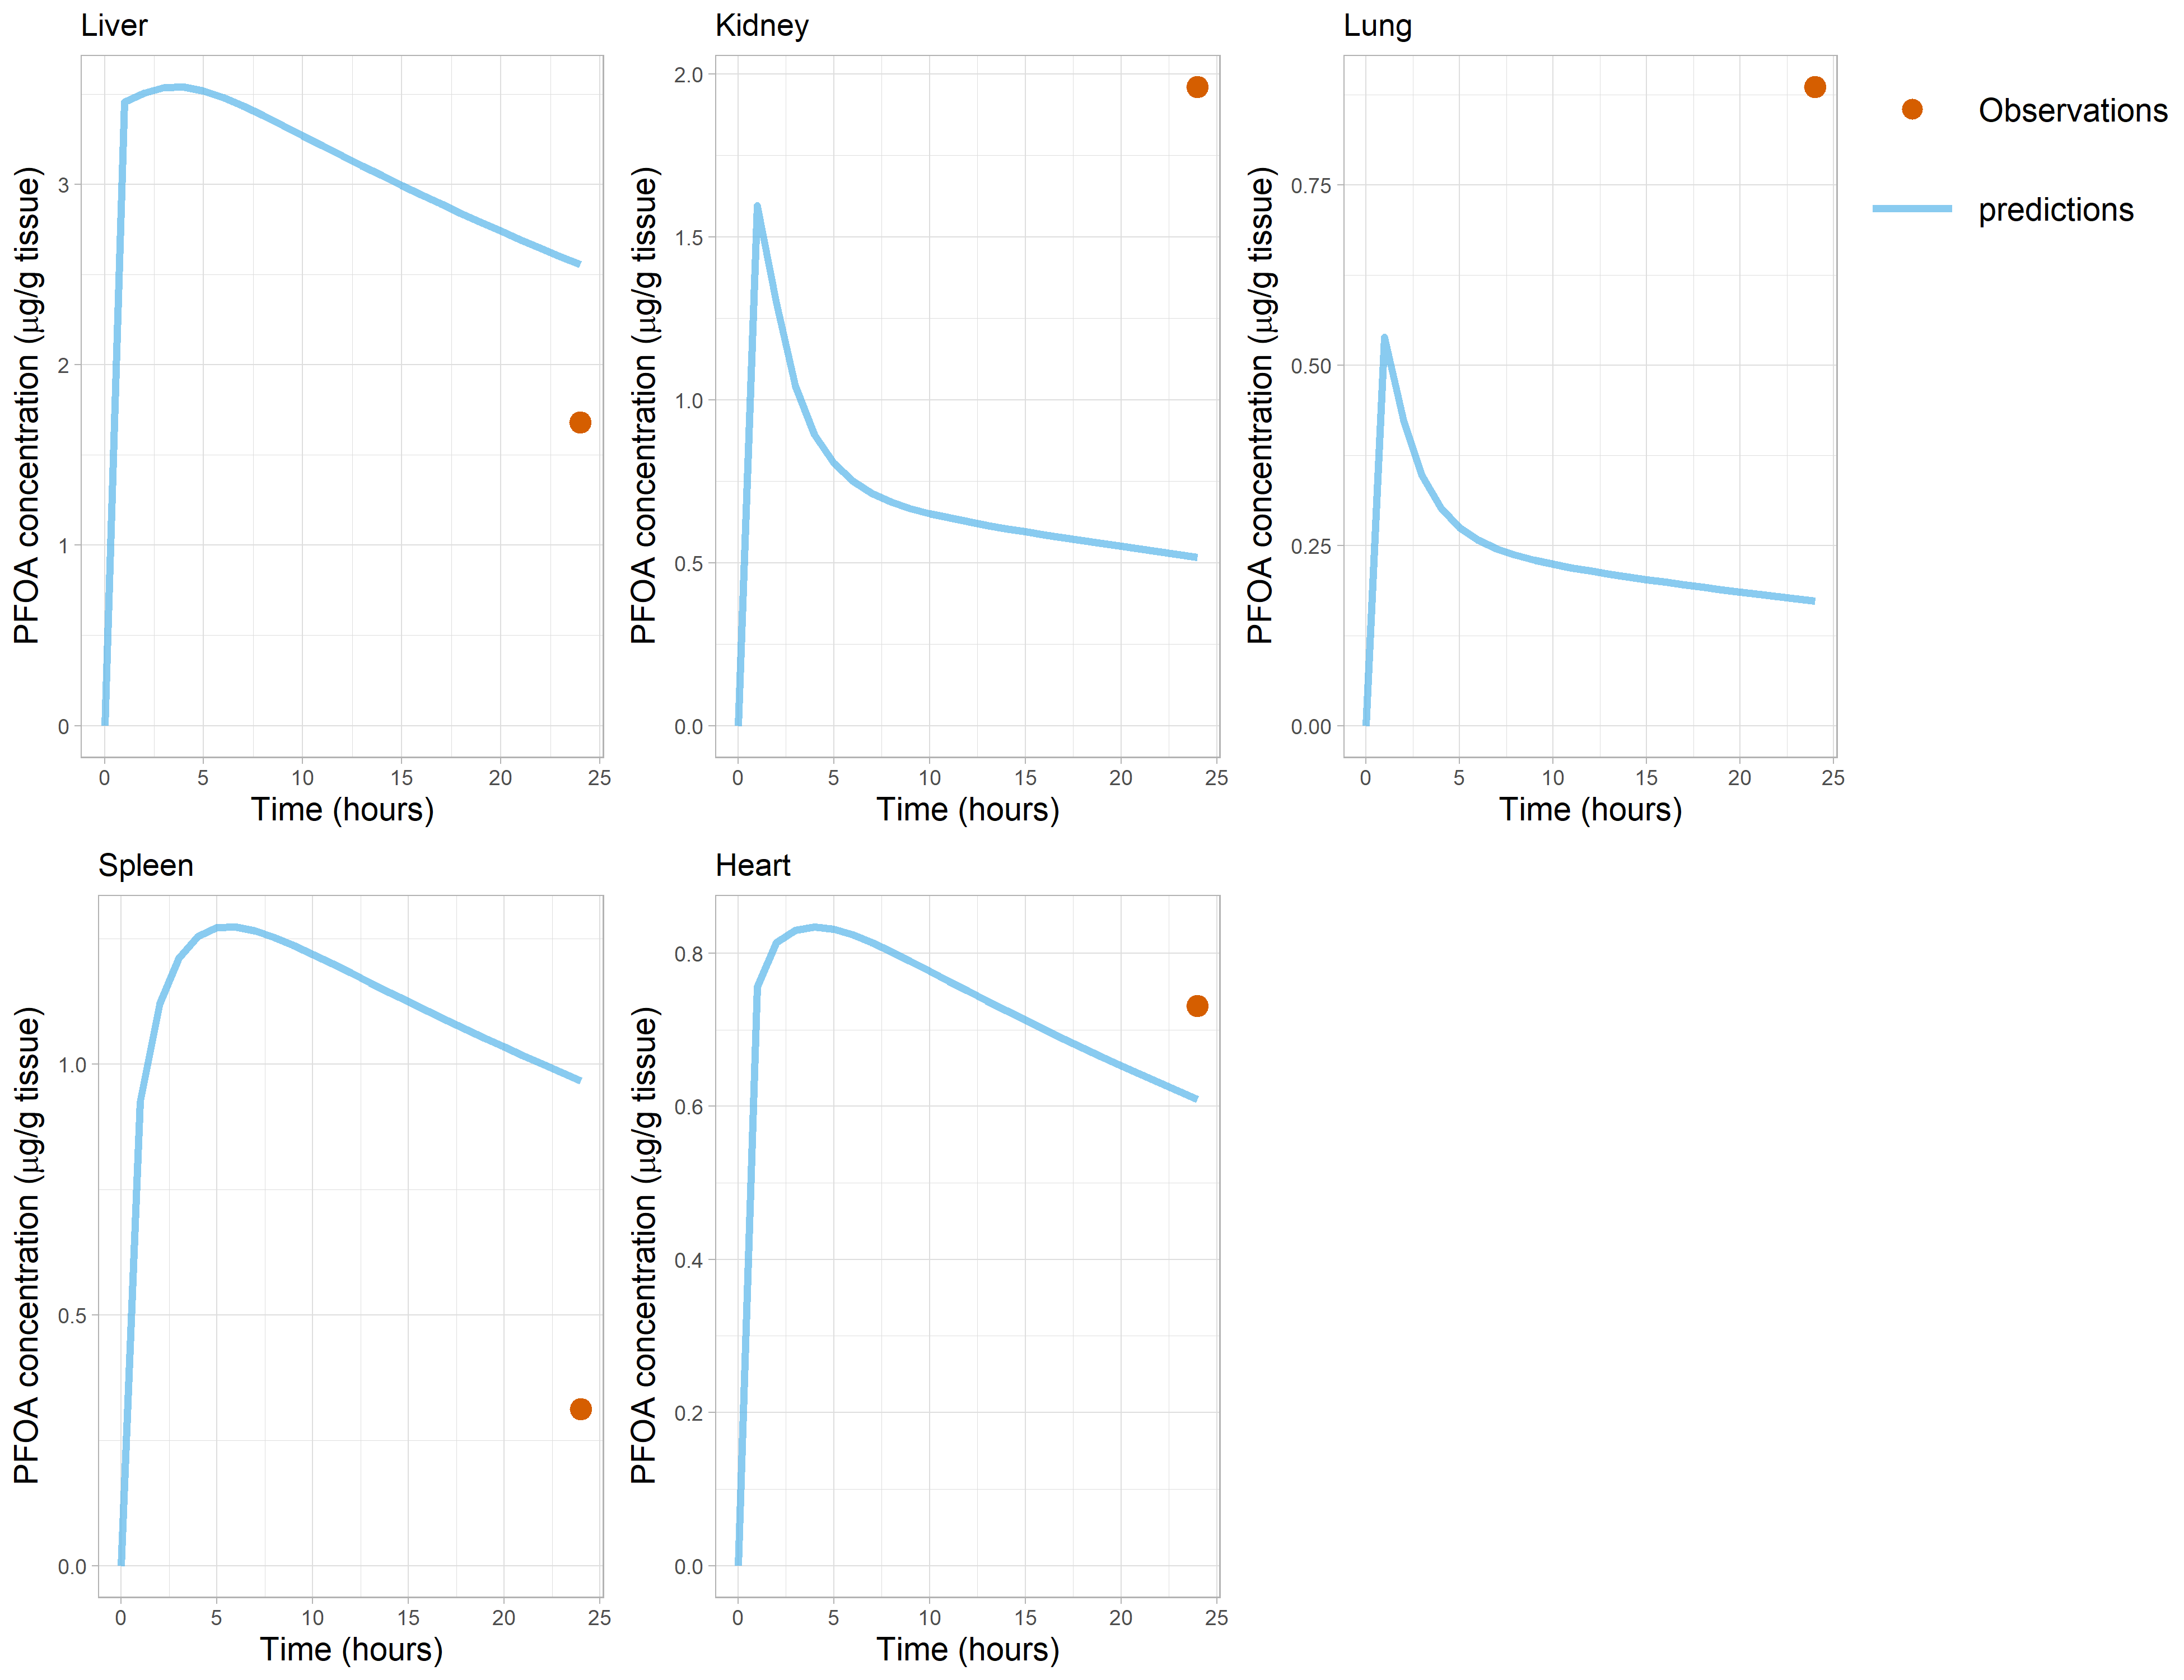 Liver
PFOA concentration (μg/g tissue)
3
2
1
0
0 5 10 15 20 25
Time (hours)
Kidney
PFOA concentration (μg/g tissue)
2.0
1.5
1.0
0.5
0.0
0 5 10 15 20 25
Time (hours)
Lung
PFOA concentration (μg/g tissue)
0.75
0.50
0.25
0.00
0 5 10 15 20 25
Time (hours)
Observations
predictions
Spleen
PFOA concentration (μg/g tissue)
1.0
0.5
0.0
0 5 10 15 20 25
Time (hours)
Heart
PFOA concentration (μg/g tissue)
0.8
0.6
0.4
0.2
0.0
0 5 10 15 20 25
Time (hours)